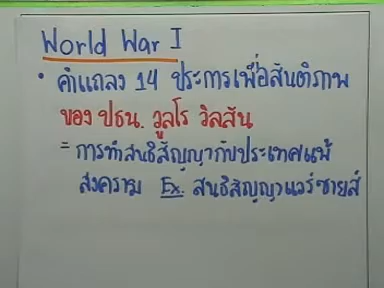 World War I
• คำแถลง 14 ประการเพื่อสันติภาพ
ของ ปธน. วูลโร วิลสัน
= การทำสนธิสัญญากับประเทศแพ้
สงคราม Ex. สนธิสัญญาแวร์ซายส์